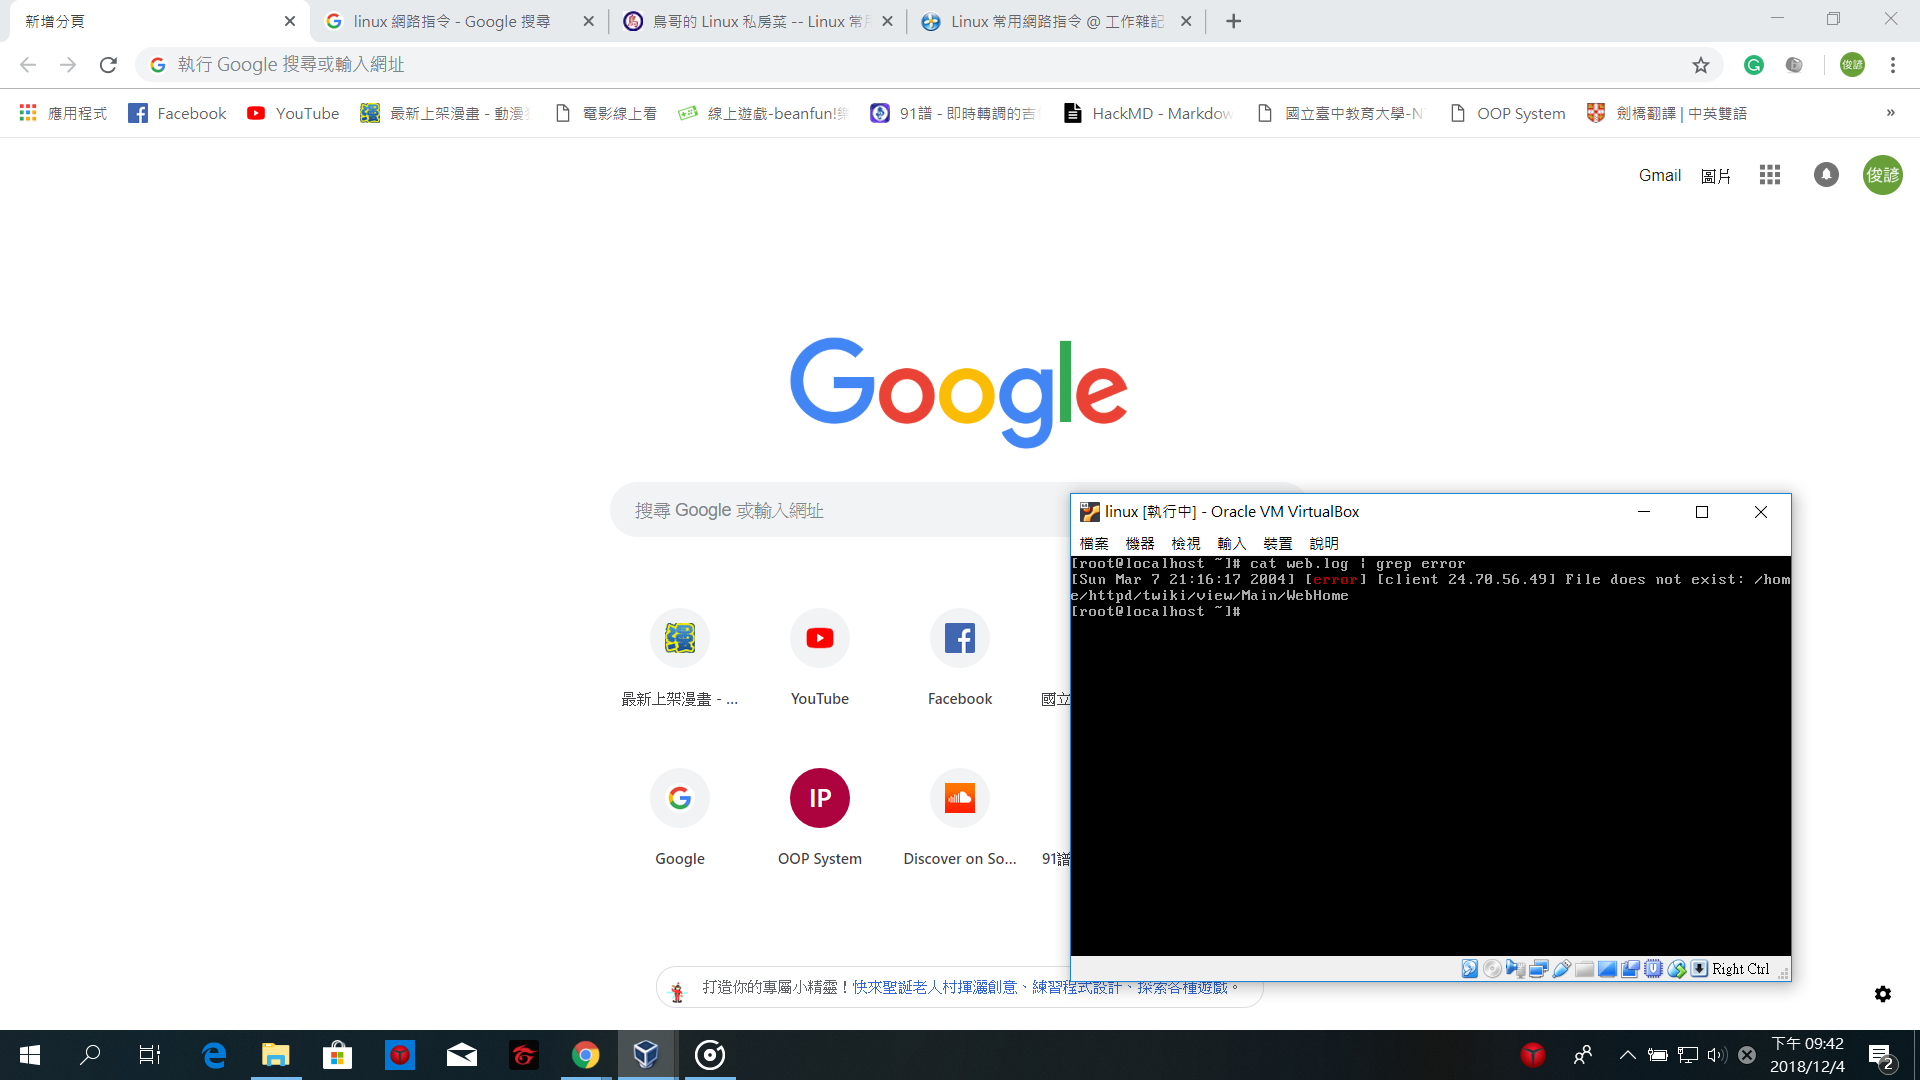 新增分頁
linux 網路指令 - Google 搜尋
鳥哥的 Linux 私房菜 -- Linux 常用
Linux 常用網路指令 @ 工作雜記
執行 Google 搜尋或輸入網址
俊諺
應用程式
Facebook
YouTube
最新上架漫畫 - 動漫
電影線上看
線上遊戲-beanfun!樂
91譜 - 即時轉調的吉
HackMD - Markdow
國立臺中教育大學-N
OOP System
劍橋翻譯 | 中英雙語
»
Gmail
圖片
俊諺
Google
搜尋 Google 或輸入網址
最新上架漫畫 - ...
YouTube
Facebook
國立
Google
IP
OOP System
Discover on So...
91譜
打造你的專屬小精靈！快來聖誕老人村揮灑創意、練習程式設計、探索各種遊戲。
linux [執行中] - Oracle VM VirtualBox
檔案 機器 檢視 輸入 裝置 說明
[root@localhost ~]# cat web.log | grep error
[Sun Mar 7 21:16:17 2004] [error] [client 24.70.56.49] File does not exist: /hom
e/httpd/twiki/view/Main/WebHome
[root@localhost ~]#
Right Ctrl
下午 09:42
2018/12/4
2